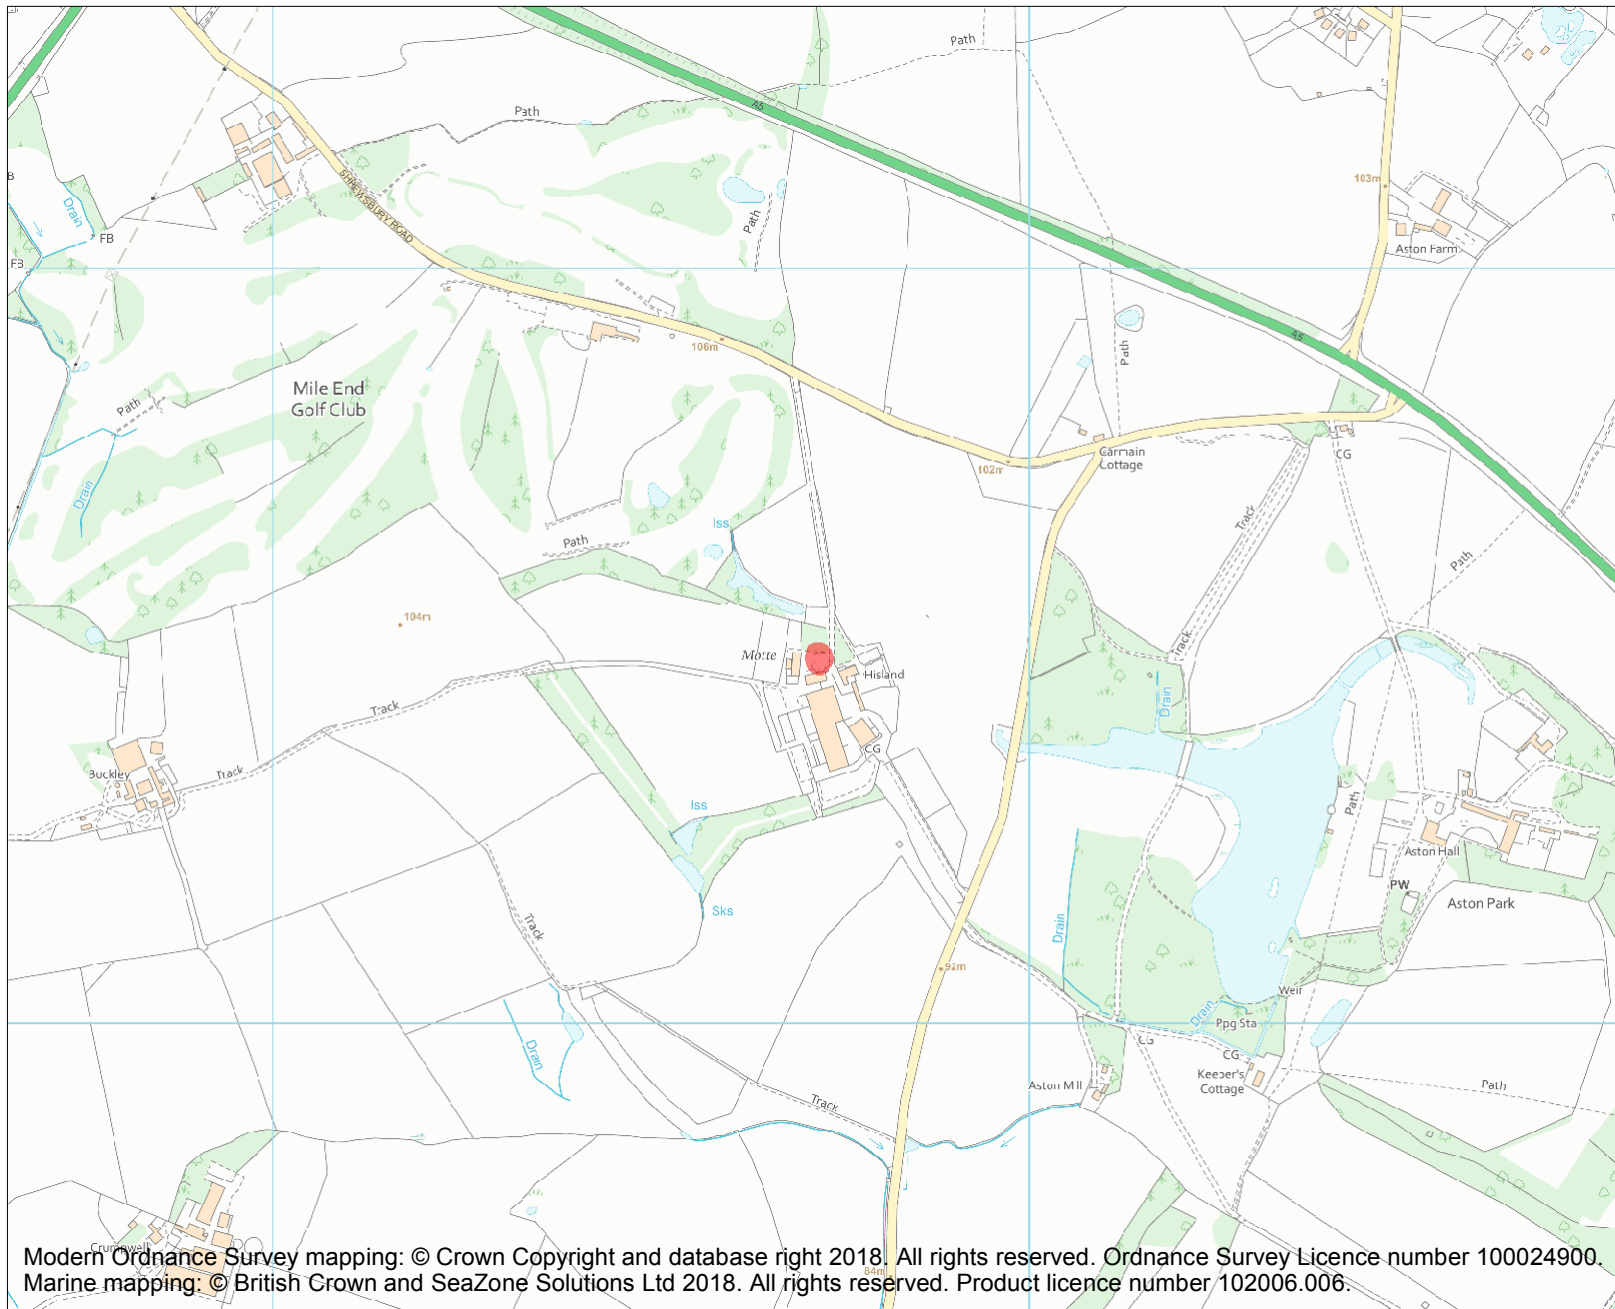 Path
A5
Path
103m
Drain
SHREWSBURY ROAD
Path
FB
FB
B
Aston Farm
A5
106m
Path
Mile End
Golf Club
Path
Carmain
Cottage
CG
102m
Drain
Track
Iss
Path
Path
104m
Track
Motte
Hisland
Drain
Track
CG
Buckley
Track
Iss
Path
Aston Hall
PW
Aston Park
Sks
Drain
Track
92m
Weir
Drain
Ppg Sta
Drain
CG
CG
Keeper's
Cottage
Aston Mill
Path
Track
Crumpwell
84m
Modern Ordnance Survey mapping: © Crown Copyright and database right 2018. All rights reserved. Ordnance Survey Licence number 100024900.
Marine mapping: © British Crown and SeaZone Solutions Ltd 2018. All rights reserved. Product licence number 102006.006.